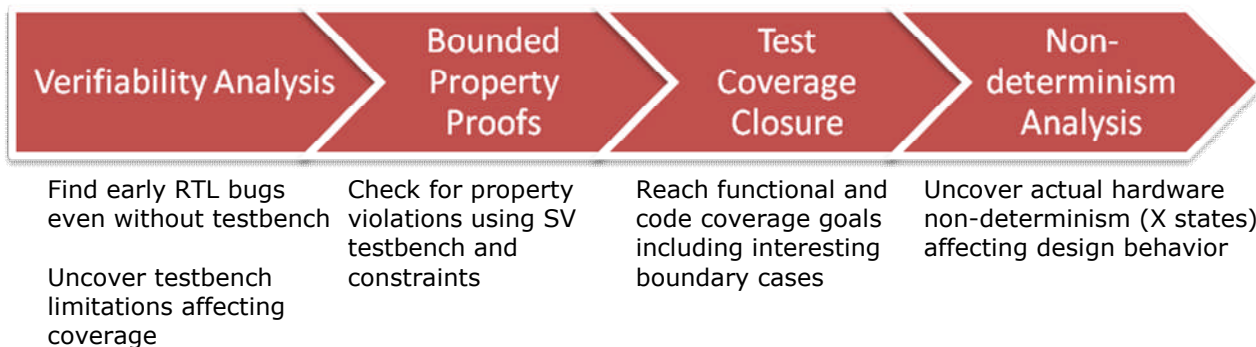 Verifiability Analysis
Bounded
Property
Proofs
Test
Coverage
Closure
Non-
determinism
Analysis
Find early RTL bugs
even without testbench
Uncover testbench
limitations affecting
coverage
Check for property
violations using SV
testbench and
constraints
Reach functional and
code coverage goals
including interesting
boundary cases
Uncover actual hardware
non-determinism (X states)
affecting design behavior